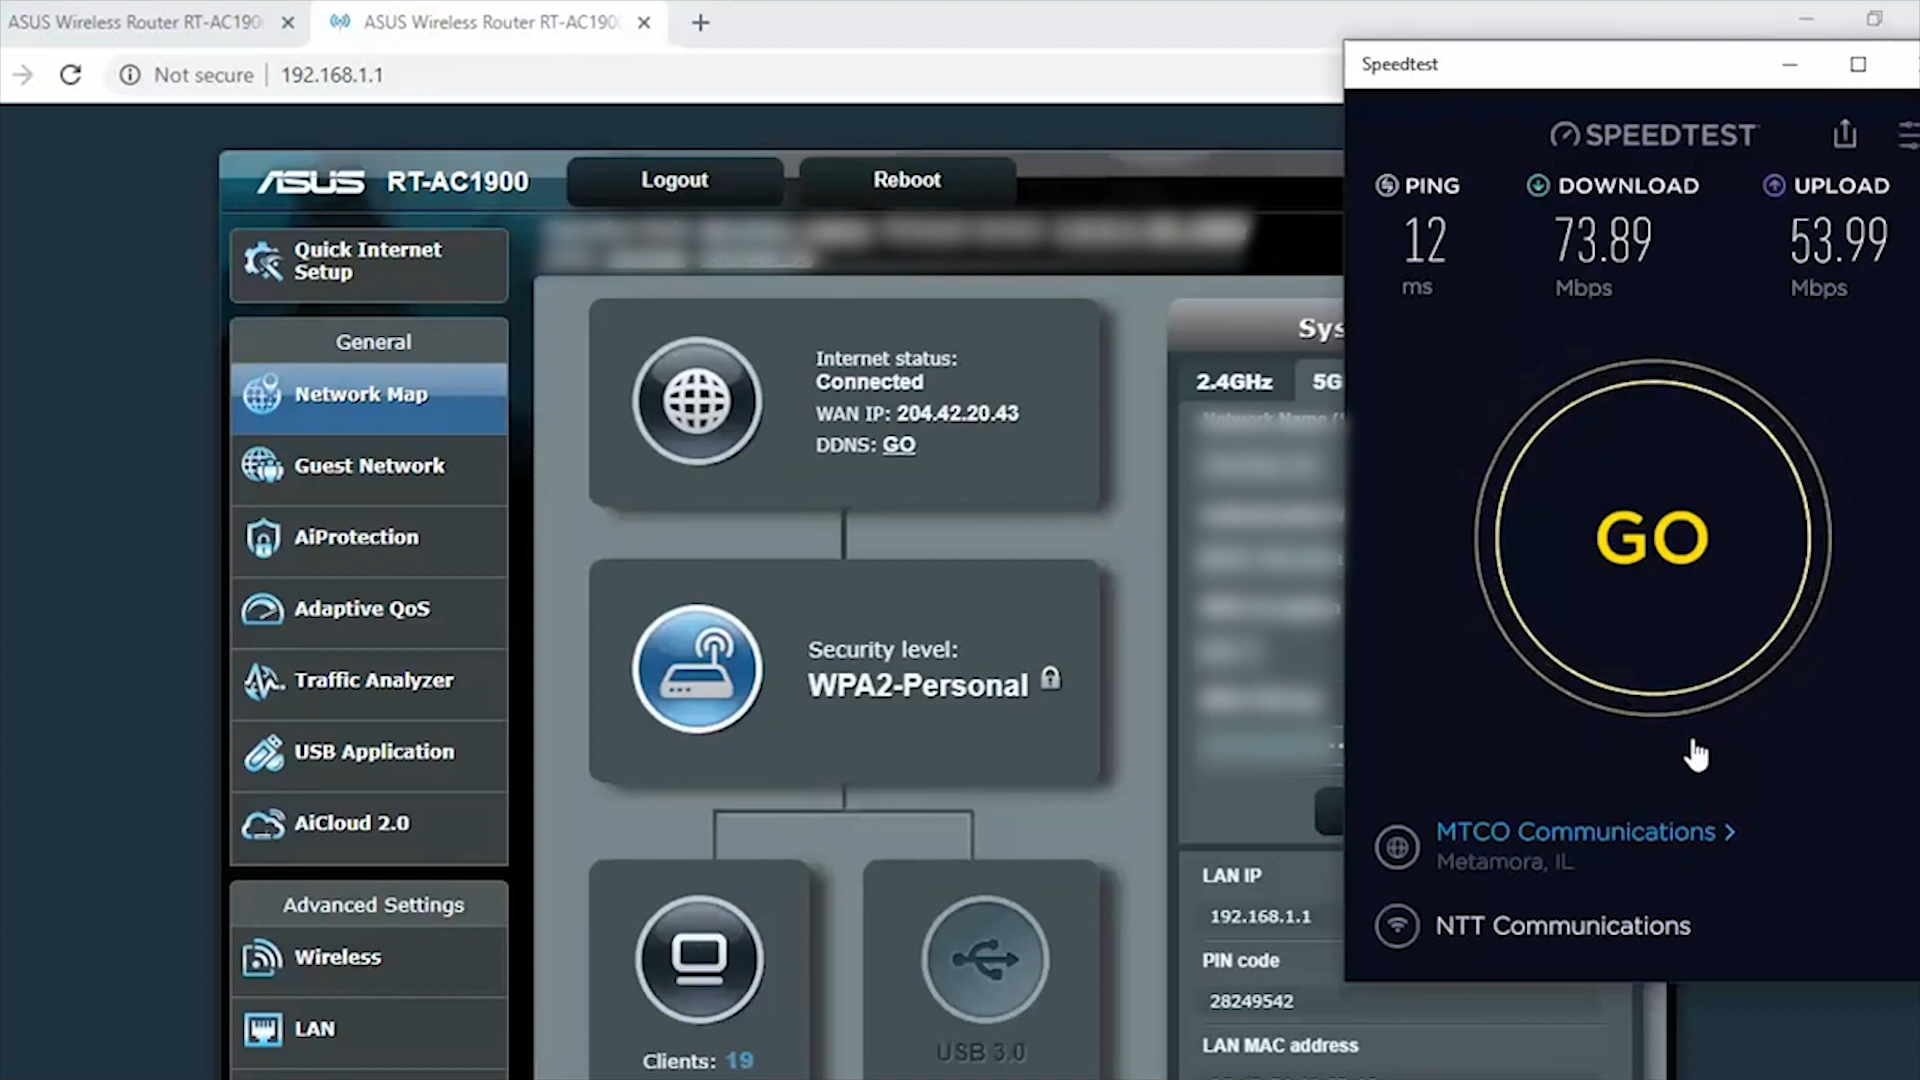 ASUS Wireless Router RT-AC190
ASUS Wireless Router RT-AC190
Not secure
192.168.1.1
ASUS RT-AC1900
Logout
Reboot
Quick Internet
Setup
General
Network Map
Guest Network
AiProtection
Adaptive QoS
Traffic Analyzer
USB Application
AiCloud 2.0
Advanced Settings
Wireless
LAN
Internet status:
Connected
WAN IP: 204.42.20.43
DDNS: GO
Security level:
WPA2-Personal
Clients: 19
USB 3.0
Sys
2.4GHz
5G
LAN IP
192.168.1.1
PIN code
28249542
LAN MAC address
Speedtest
SPEEDTEST
PING
12
ms
DOWNLOAD
73.89
Mbps
UPLOAD
53.99
Mbps
GO
MTCO Communications >
Metamora, IL
NTT Communications